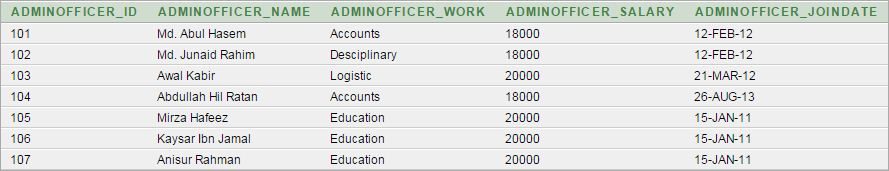 ADMINOFFICER_ID ADMINOFFICER_NAME ADMINOFFICER_WORK ADMINOFFICER_SALARY ADMINOFFICER_JOINDATE
101 Md. Abul Hasem Accounts 18000 12-FEB-12
102 Md. Junaid Rahim Desciplinary 18000 12-FEB-12
103 Awal Kabir Logistic 20000 21-MAR-12
104 Abdullah Hil Ratan Accounts 18000 26-AUG-13
105 Mirza Hafeez Education 20000 15-JAN-11
106 Kaysar Ibn Jamal Education 20000 15-JAN-11
107 Anisur Rahman Education 20000 15-JAN-11